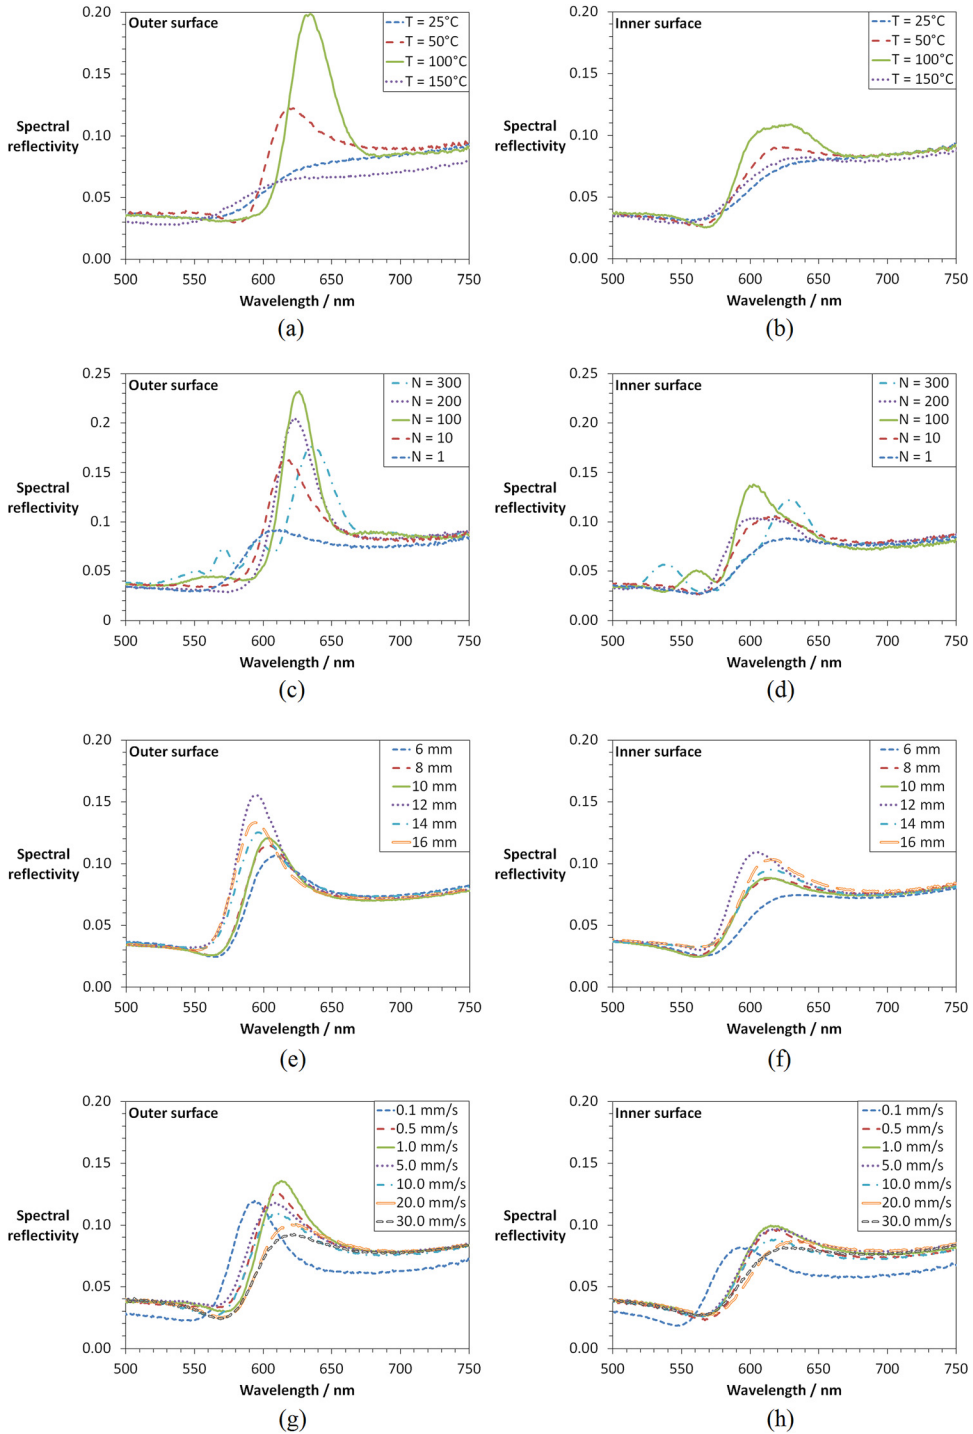 Outer surface
T = 25°C
T = 50°C
T = 100°C
T = 150°C
0.20
0.15
0.10
0.05
0.00
Spectral
reflectivity
500 550 600 650 700 750
Wavelength / nm
(a)
Inner surface
T = 25°C
T = 50°C
T = 100°C
T = 150°C
0.20
0.15
0.10
0.05
0.00
Spectral
reflectivity
500 550 600 650 700 750
Wavelength / nm
(b)
Outer surface
N = 300
N = 200
N = 100
N = 10
N = 1
0.25
0.2
0.15
0.1
0.05
0
Spectral
reflectivity
500 550 600 650 700 750
Wavelength / nm
(c)
Inner surface
N = 300
N = 200
N = 100
N = 10
N = 1
0.25
0.20
0.15
0.10
0.05
0.00
Spectral
reflectivity
500 550 600 650 700 750
Wavelength / nm
(d)
Outer surface
6 mm
8 mm
10 mm
12 mm
14 mm
16 mm
0.20
0.15
0.10
0.05
0.00
Spectral
reflectivity
500 550 600 650 700 750
Wavelength / nm
(e)
Inner surface
6 mm
8 mm
10 mm
12 mm
14 mm
16 mm
0.20
0.15
0.10
0.05
0.00
Spectral
reflectivity
500 550 600 650 700 750
Wavelength / nm
(f)
Outer surface
0.1 mm/s
0.5 mm/s
1.0 mm/s
5.0 mm/s
10.0 mm/s
20.0 mm/s
30.0 mm/s
0.20
0.15
0.10
0.05
0.00
Spectral
reflectivity
500 550 600 650 700 750
Wavelength / nm
(g)
Inner surface
0.1 mm/s
0.5 mm/s
1.0 mm/s
5.0 mm/s
10.0 mm/s
20.0 mm/s
30.0 mm/s
0.20
0.15
0.10
0.05
0.00
Spectral
reflectivity
500 550 600 650 700 750
Wavelength / nm
(h)